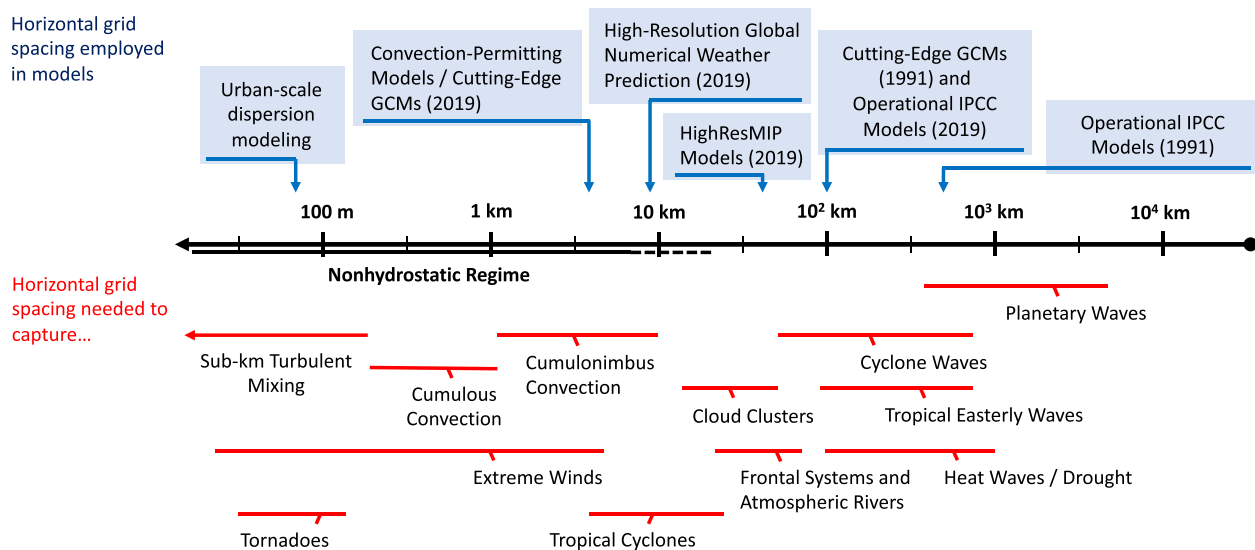 Horizontal grid
spacing employed
in models
Urban-scale
dispersion
modeling
Convection-Permitting
Models / Cutting-Edge
GCMs (2019)
High-Resolution Global
Numerical Weather
Prediction (2019)
HighResMIP
Models (2019)
Cutting-Edge GCMs
(1991) and
Operational IPCC
Models (2019)
Operational IPCC
Models (1991)
100 m
1 km
10 km
10² km
10³ km
10⁴ km
Nonhydrostatic Regime
Horizontal grid
spacing needed to
capture...
Planetary Waves
Sub-km Turbulent
Mixing
Cumulous
Convection
Cumulonimbus
Convection
Cyclone Waves
Cloud Clusters
Tropical Easterly Waves
Extreme Winds
Frontal Systems and
Atmospheric Rivers
Heat Waves / Drought
Tornadoes
Tropical Cyclones